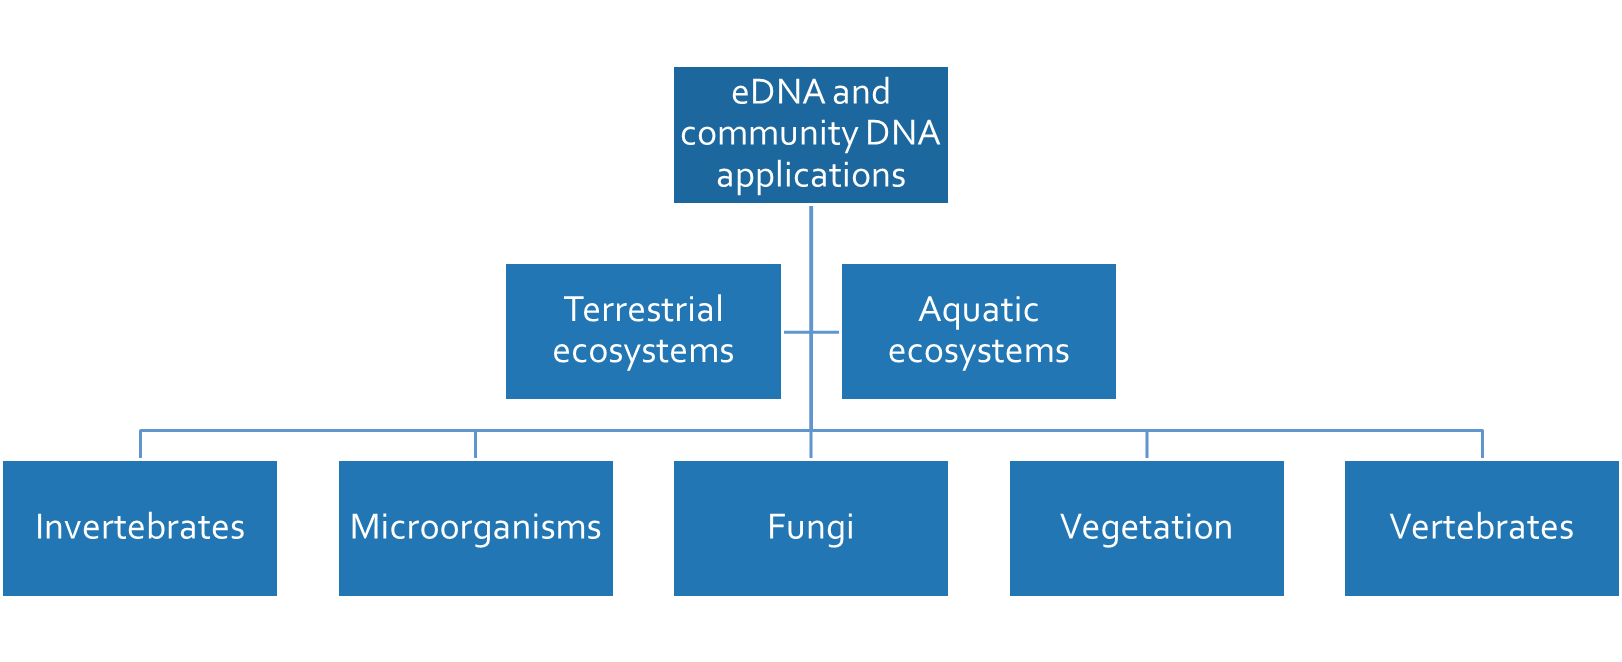 eDNA and
community DNA
applications
Terrestrial
ecosystems
Aquatic
ecosystems
Invertebrates
Microorganisms
Fungi
Vegetation
Vertebrates